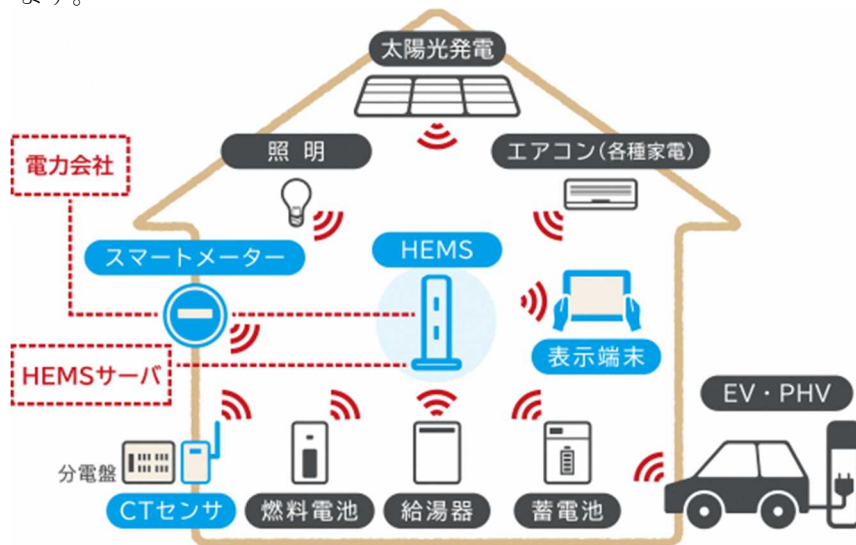 ます。
太陽光発電
照明
エアコン(各種家電)
電力会社
スマートメーター
HEMS
HEMSサーバ
表示端末
EV・PHV
分電盤
CTセンサ
燃料電池
給湯器
蓄電池